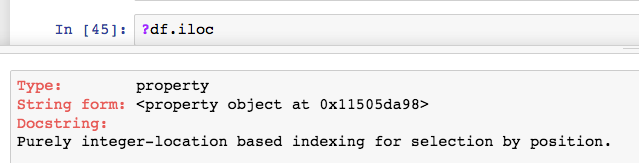 In [45]: ?df.iloc
Type: property
String form: <property object at 0x11505da98>
Docstring:
Purely integer-location based indexing for selection by position.